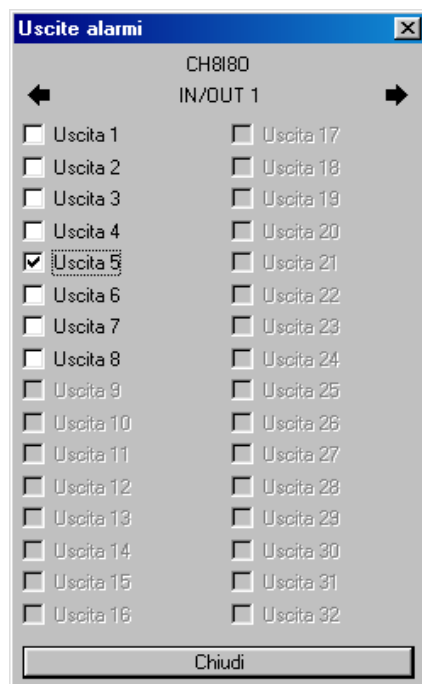 Uscite alarmi
CH8I8O
IN/OUT 1
Uscita 1
Uscita 2
Uscita 3
Uscita 4
Uscita 5
Uscita 6
Uscita 7
Uscita 8
Uscita 9
Uscita 10
Uscita 11
Uscita 12
Uscita 13
Uscita 14
Uscita 15
Uscita 16
Uscita 17
Uscita 18
Uscita 19
Uscita 20
Uscita 21
Uscita 22
Uscita 23
Uscita 24
Uscita 25
Uscita 26
Uscita 27
Uscita 28
Uscita 29
Uscita 30
Uscita 31
Uscita 32
Chiudi